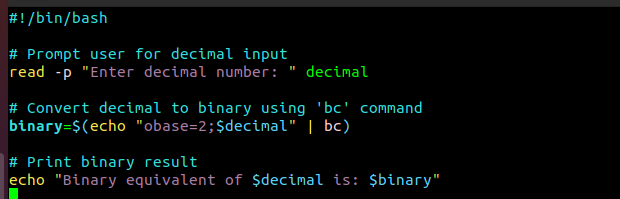 #!/bin/bash
# Prompt user for decimal input
read -p "Enter decimal number: " decimal
# Convert decimal to binary using 'bc' command
binary=$(echo "obase=2;$decimal" | bc)
# Print binary result
echo "Binary equivalent of $decimal is: $binary"